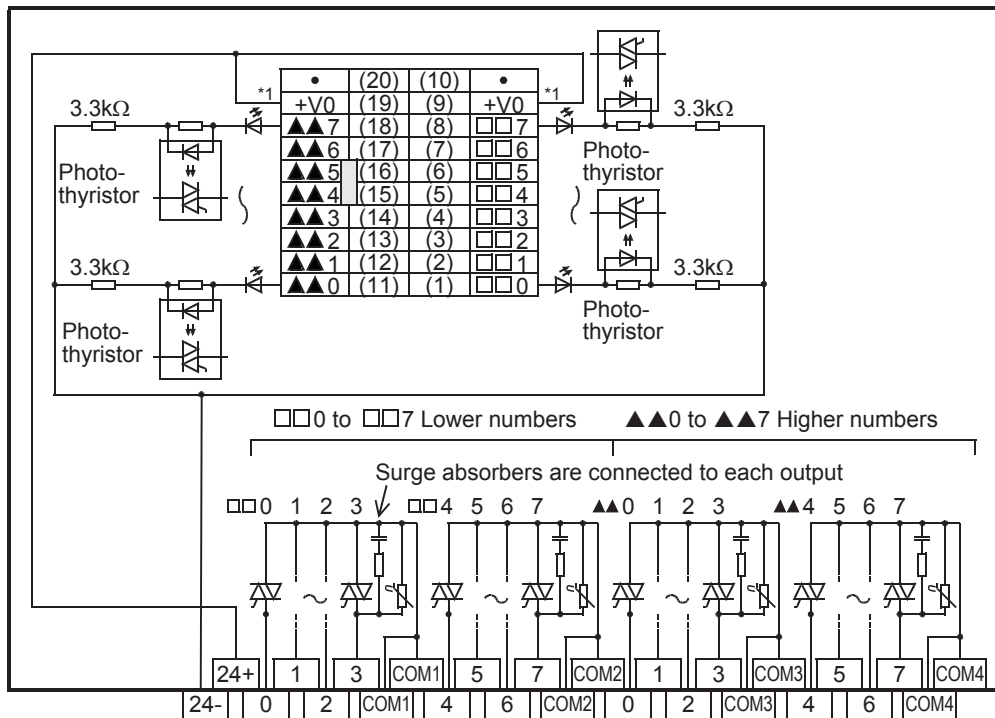 • (20) (10) •
*1 +V0 (19) (9) +V0 *1
3.3kΩ ▲▲7 (18) (8) □□7 3.3kΩ
▲▲6 (17) (7) □□6
Photo- ▲▲5 (16) (6) □□5 Photo-
thyristor ▲▲4 (15) (5) □□4 thyristor
▲▲3 (14) (4) □□3
▲▲2 (13) (3) □□2
3.3kΩ ▲▲1 (12) (2) □□1 3.3kΩ
▲▲0 (11) (1) □□0
Photo- Photo-
thyristor thyristor
□□0 to □□7 Lower numbers ▲▲0 to ▲▲7 Higher numbers
Surge absorbers are connected to each output
□□0 1 2 3 □□4 5 6 7 ▲▲0 1 2 3 ▲▲4 5 6 7
24+ 1 3 COM1 5 7 COM2 1 3 COM3 5 7 COM4
24- 0 2 COM1 4 6 COM2 0 2 COM3 4 6 COM4